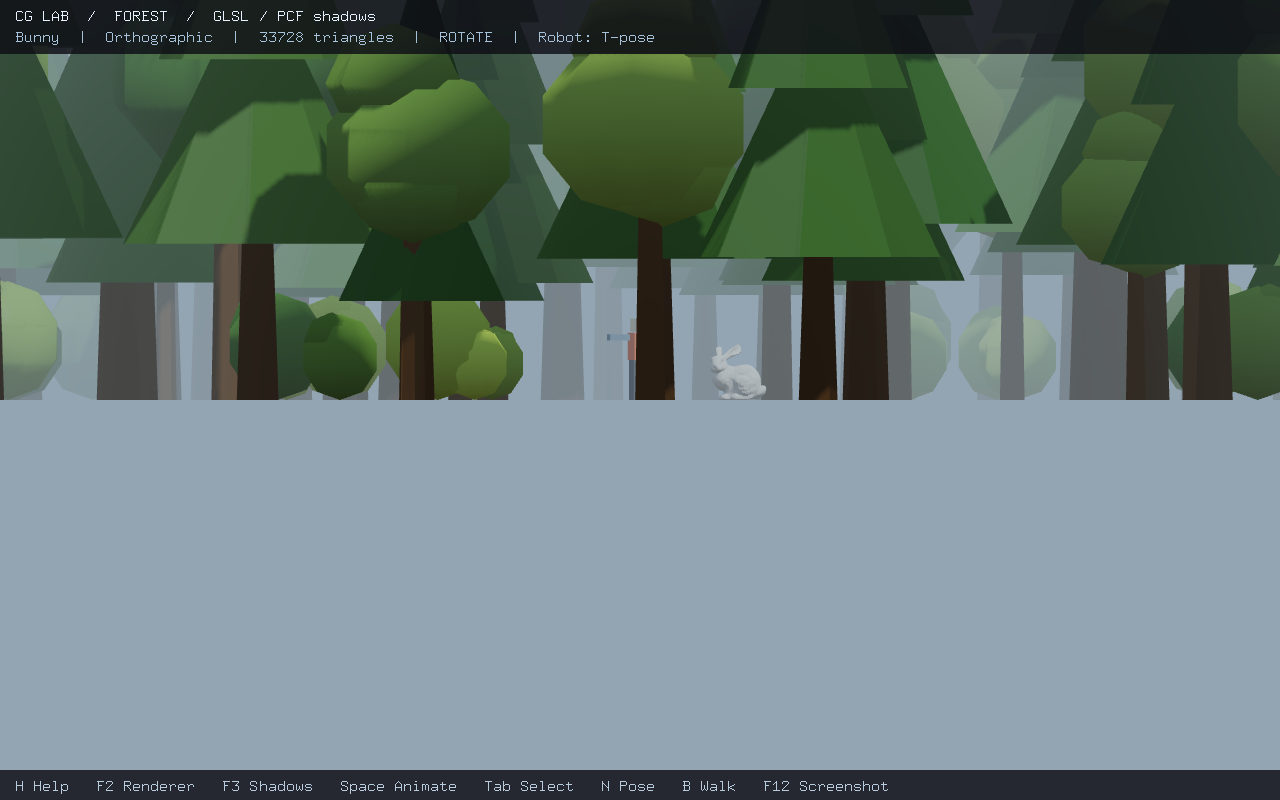 CG LAB / FOREST / GLSL / PCF shadows
Bunny | Orthographic | 33728 triangles | ROTATE | Robot: T-pose
H Help F2 Renderer F3 Shadows Space Animate Tab Select N Pose B Walk F12 Screenshot